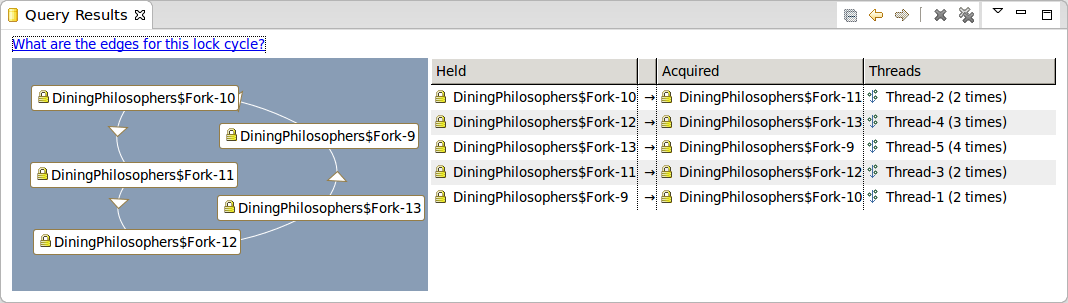 Query Results
What are the edges for this lock cycle?
DiningPhilosophers$Fork-10
DiningPhilosophers$Fork-9
DiningPhilosophers$Fork-11
DiningPhilosophers$Fork-13
DiningPhilosophers$Fork-12
Held Acquired Threads
DiningPhilosophers$Fork-10 → DiningPhilosophers$Fork-11 Thread-2 (2 times)
DiningPhilosophers$Fork-12 → DiningPhilosophers$Fork-13 Thread-4 (3 times)
DiningPhilosophers$Fork-13 → DiningPhilosophers$Fork-9 Thread-5 (4 times)
DiningPhilosophers$Fork-11 → DiningPhilosophers$Fork-12 Thread-3 (2 times)
DiningPhilosophers$Fork-9 → DiningPhilosophers$Fork-10 Thread-1 (2 times)